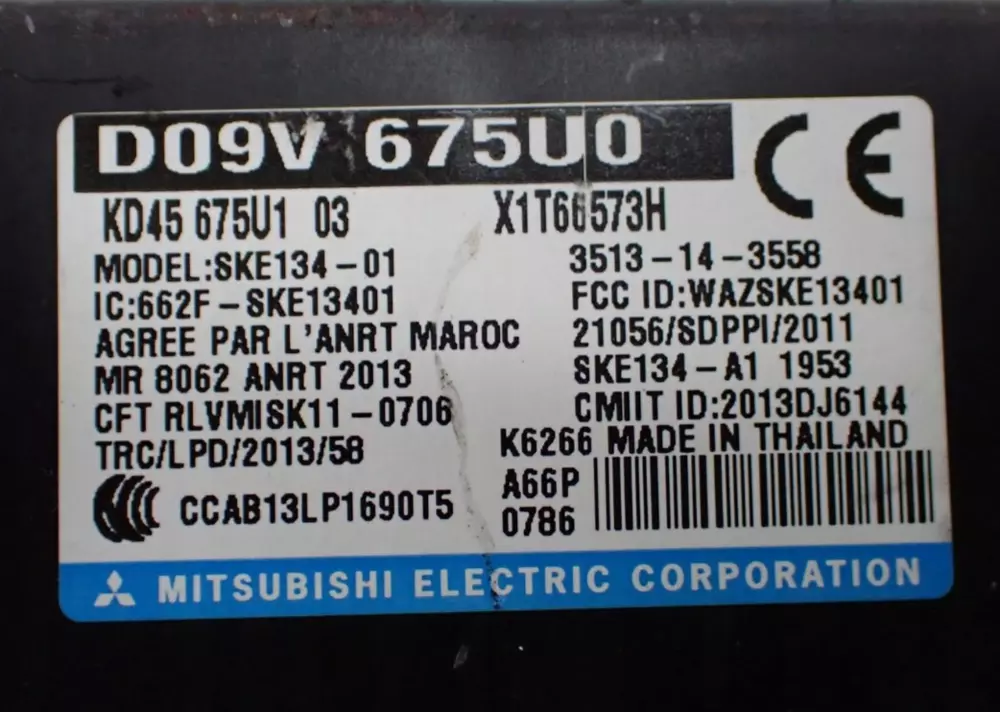 D09V 675U0
CE
KD45 675U1 03 X1T66573H
MODEL:SKE134-01 3513-14-3558
IC:662F-SKE13401 FCC ID:WAZSKE13401
AGREE PAR L'ANRT MAROC 21056/SDPPI/2011
MR 8062 ANRT 2013 SKE134-A1 1953
CFT RLVMISK11-0706 CMIIT ID:2013DJ6144
TRC/LPD/2013/58 K6266 MADE IN THAILAND
CCAB13LP1690T5 A66P
0786
MITSUBISHI ELECTRIC CORPORATION